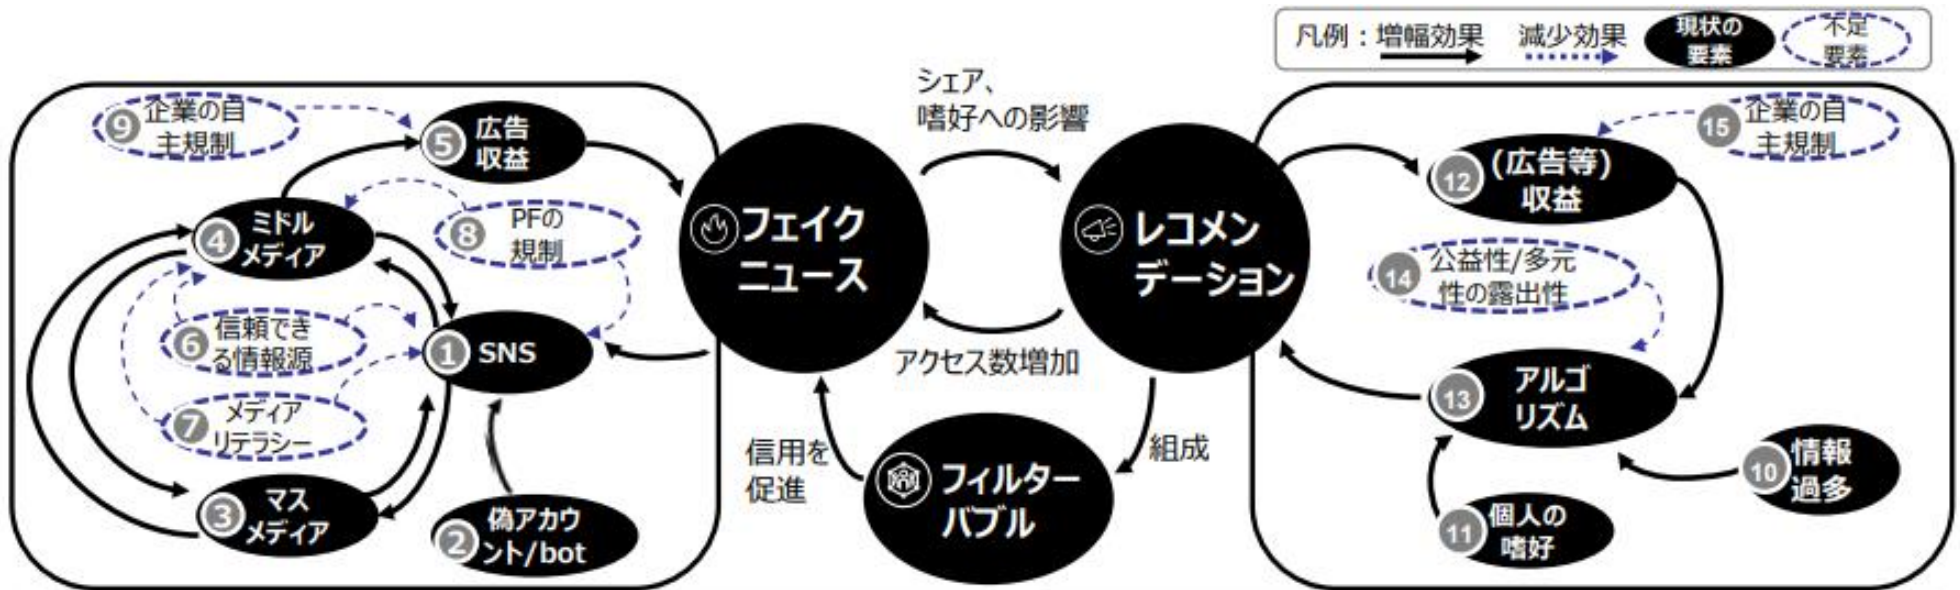 凡例：増幅効果
減少効果
現状の
要素
不足
要素
9 企業の自
主規制
5 広告
収益
4 ミドル
メディア
8 PFの
規制
6 信頼でき
る情報源
1 SNS
7 メディア
リテラシー
3 マス
メディア
2 偽アカウ
ント/bot
フェイク
ニュース
シェア、
嗜好への影響
アクセス数増加
レコメン
デーション
信用を
促進
フィルター
バブル
組成
15 企業の自
主規制
12 (広告等)
収益
14 公益性/多元
性の露出性
13 アルゴ
リズム
10 情報
過多
11 個人の
嗜好